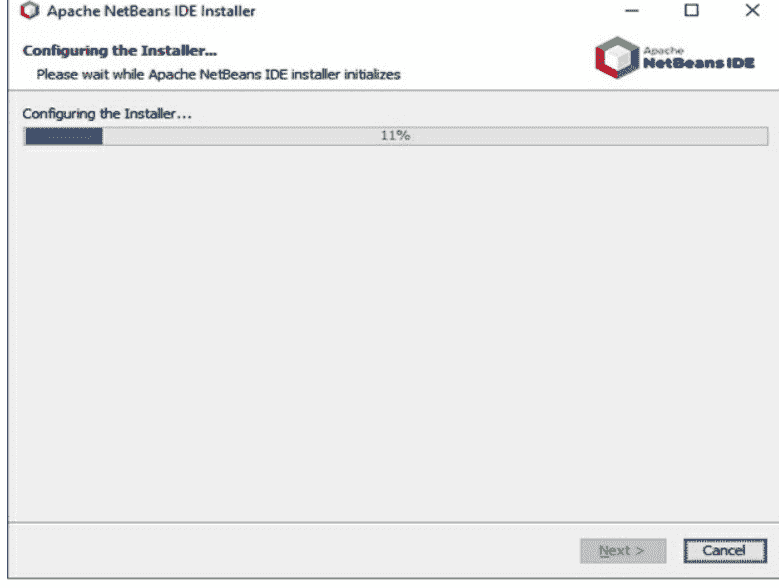 Apache NetBeans IDE Installer
Configuring the Installer...
Please wait while Apache NetBeans IDE installer initializes
Apache
NetBeans IDE
Configuring the Installer...
11%
Next >
Cancel